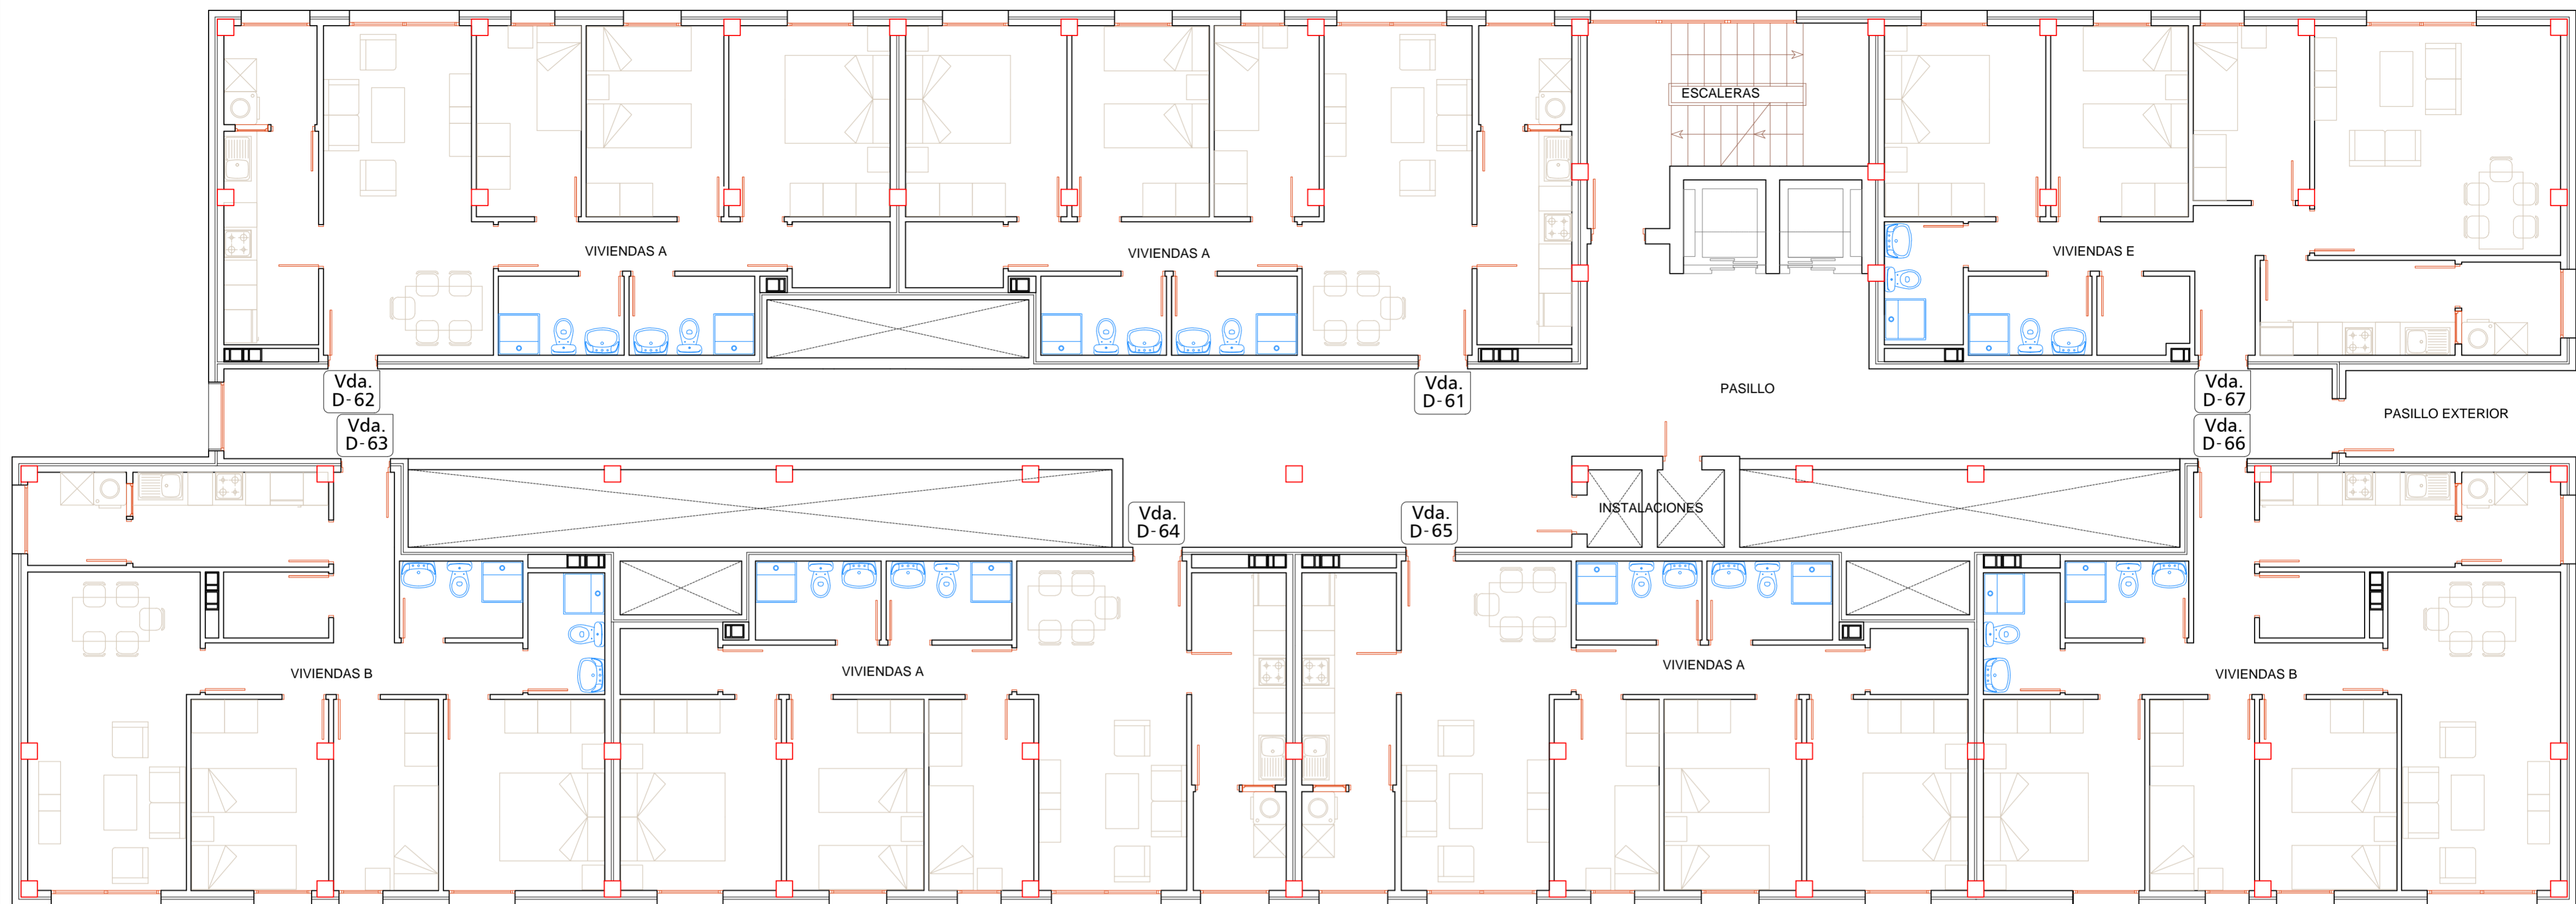 ESCALERAS
VIVIENDAS A
VIVIENDAS A
VIVIENDAS E
Vda.
D-62
Vda.
D-61
PASILLO
Vda.
D-67
Vda.
D-63
PASILLO EXTERIOR
Vda.
D-66
Vda.
D-64
Vda.
D-65
INSTALACIONES
VIVIENDAS B
VIVIENDAS A
VIVIENDAS A
VIVIENDAS B